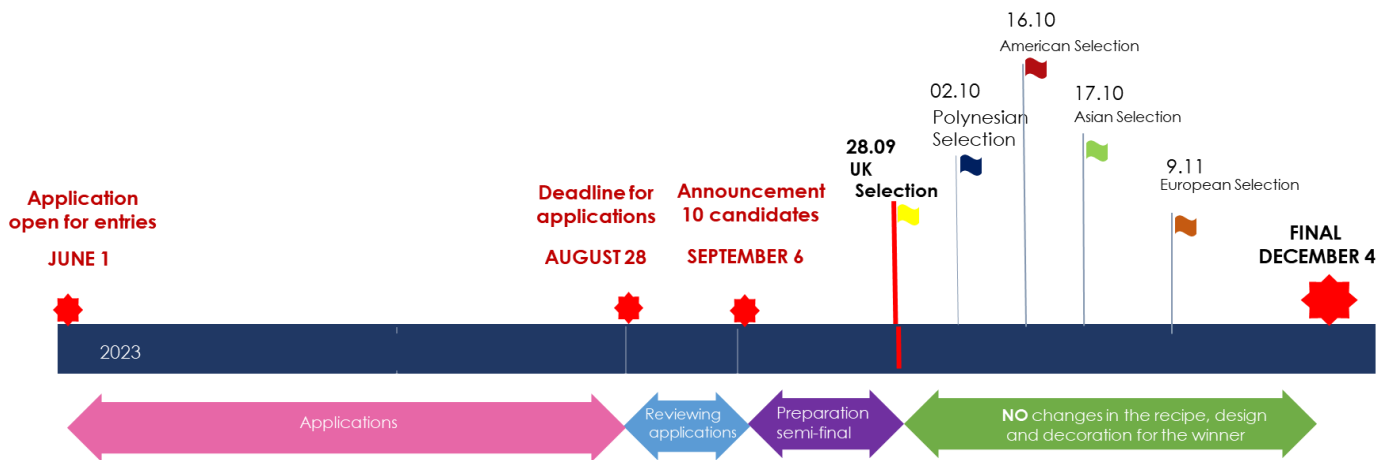 Application
open for entries
JUNE 1
Deadline for
applications
AUGUST 28
Announcement
10 candidates
SEPTEMBER 6
28.09
UK
Selection
02.10
Polynesian
Selection
16.10
American Selection
17.10
Asian Selection
9.11
European Selection
FINAL
DECEMBER 4
2023
Applications
Reviewing
applications
Preparation
semi-final
NO changes in the recipe, design
and decoration for the winner